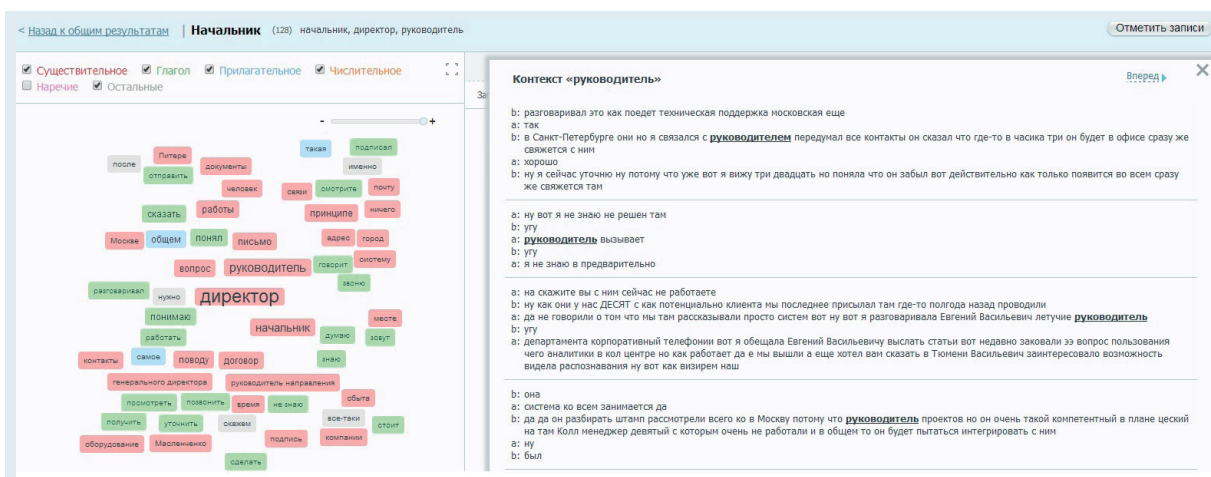 < Назад к общим результатам | Начальник (128) начальник, директор, руководитель
Отметить записи
Существительное Глагол Прилагательное Числительное
Наречие Остальные
- +
такая подписал
Питере
после документы именно
отправить
человек связи смотрите почту
сказать работы принципе ничего
Москве общем понял письмо адрес город
вопрос руководитель говорит систему
звоню
разговаривал нужно директор
понимаю месте
начальник
работать думаю зовут
контакты самое поводу договор знаю
генерального директора руководитель направления
посмотреть позвонить время не знаю сбыта
получить уточнить скажем все-таки стоит
оборудование Масленченко подпись компании
сделать
За
Контекст «руководитель»
Вперед
b: разговаривал это как поедет техническая поддержка московская еще
a: так
b: в Санкт-Петербурге они но я связался с руководителем передумал все контакты он сказал что где-то в часика три он будет в офисе сразу же
свяжется с ним
a: хорошо
b: ну я сейчас уточню ну потому что уже вот я вижу три двадцать но поняла что он забыл вот действительно как только появится во всем сразу
же свяжется там
a: ну вот я не знаю не решен там
b: угу
a: руководитель вызывает
b: угу
a: я не знаю в предварительно
a: на скажите вы с ним сейчас не работаете
b: ну как они у нас ДЕСЯТ с как потенциально клиента мы последнее присылал там где-то полгода назад проводили
a: да не говорили о том что мы там рассказывали просто систем вот ну вот я разговаривала Евгений Васильевич летучие руководитель
b: угу
a: департамента корпоративный телефонии вот я обещала Евгений Васильевичу выслать статьи вот недавно заковали ээ вопрос пользования
чего аналитики в кол центре но как работает да е мы вышли а еще хотел вам сказать в Тюмени Васильевич заинтересовало возможность
видела распознавания ну вот как визирем наш
b: она
a: система ко всем занимается да
b: да да он разбирать штамп рассмотрели всего ко в Москву потому что руководитель проектов но он очень такой компетентный в плане цеский
на там Колл менеджер девятый с которым очень не работали и в общем то он будет пытаться интегрировать с ним
a: ну
b: был